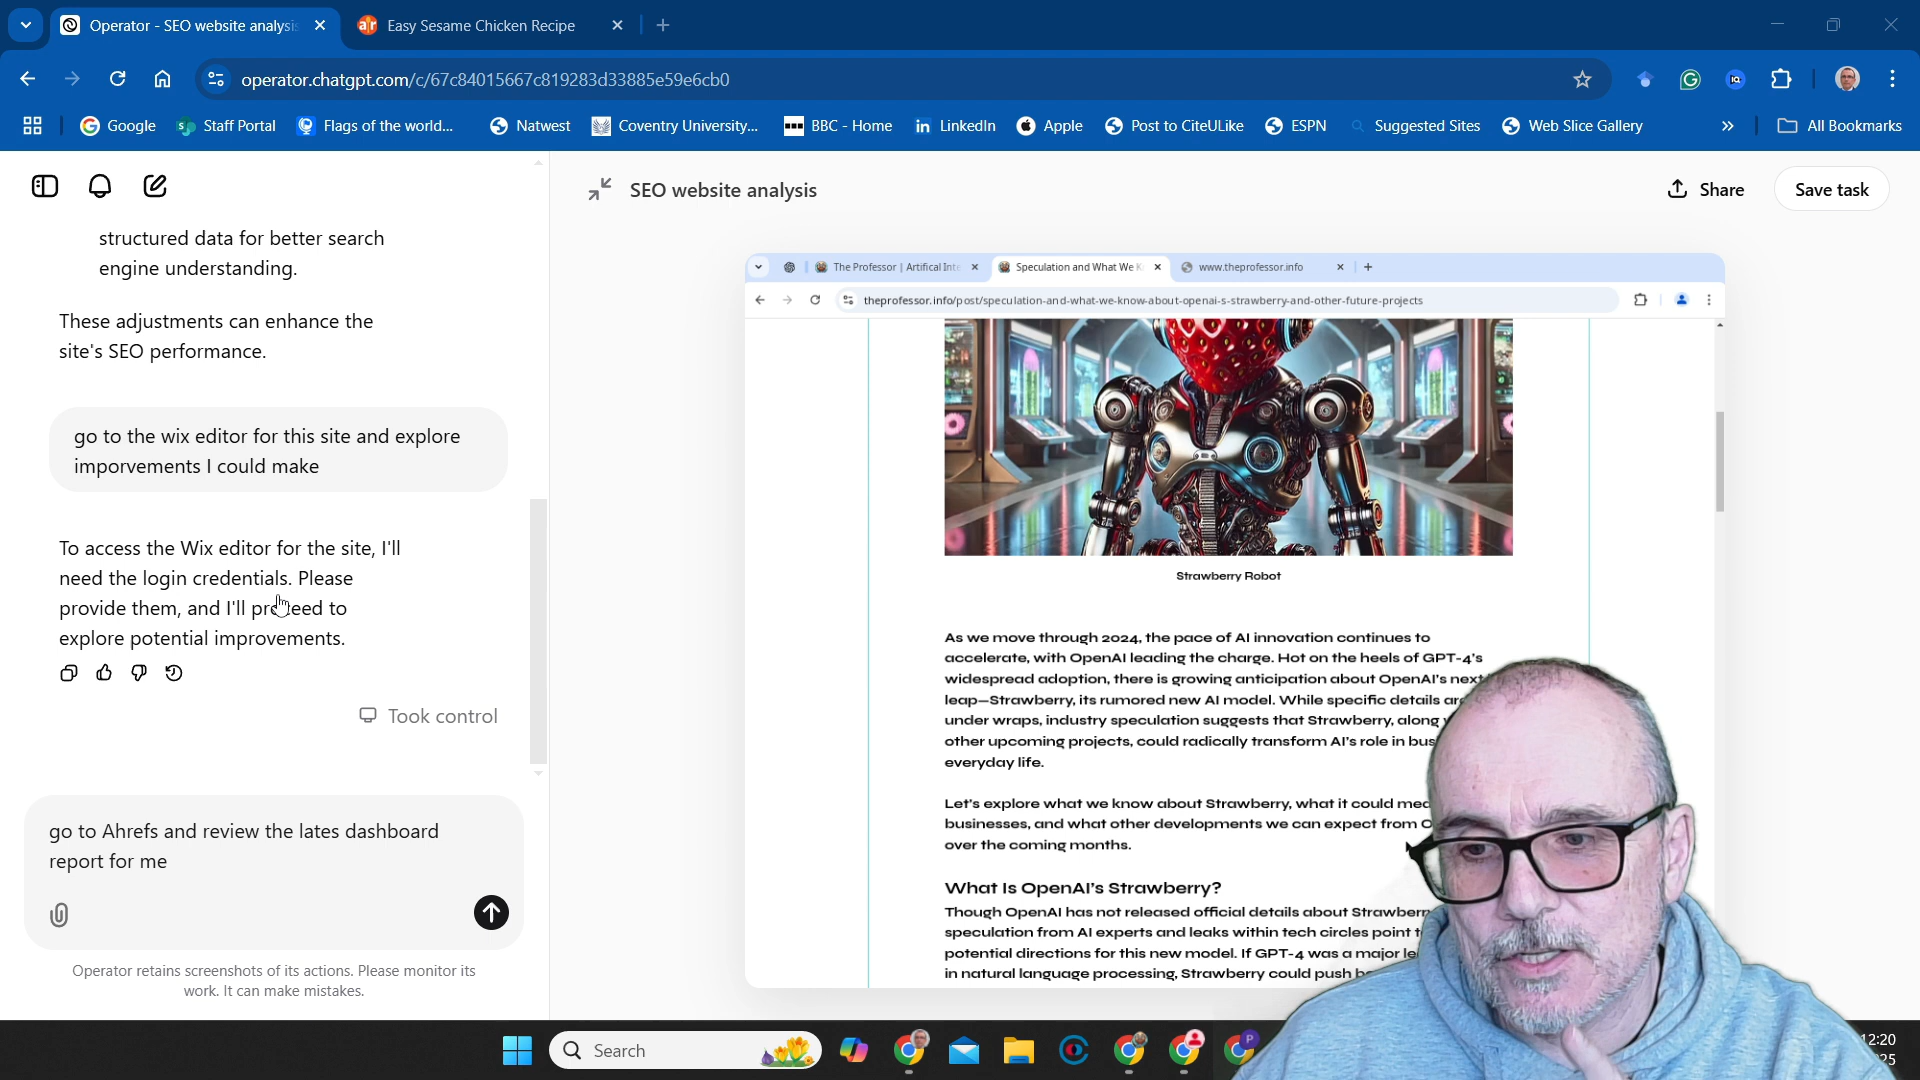 Operator - SEO website analysis
Easy Sesame Chicken Recipe
operator.chatgpt.com/c/67c84015667c819283d33885e59e6cb0
Google
Staff Portal
Flags of the world...
Natwest
Coventry University...
BBC - Home
LinkedIn
Apple
Post to CiteULike
ESPN
Suggested Sites
Web Slice Gallery
All Bookmarks
SEO website analysis
Share
Save task
structured data for better search
engine understanding.
These adjustments can enhance the
site's SEO performance.
go to the wix editor for this site and explore
imporvements I could make
To access the Wix editor for the site, I'll
need the login credentials. Please
provide them, and I'll proceed to
explore potential improvements.
Took control
go to Ahrefs and review the lates dashboard
report for me
Operator retains screenshots of its actions. Please monitor its
work. It can make mistakes.
The Professor | Artifical Inte
Speculation and What We K
www.theprofessor.info
theprofessor.info/post/speculation-and-what-we-know-about-openai-s-strawberry-and-other-future-projects
Strawberry Robot
As we move through 2024, the pace of AI innovation continues to
accelerate, with OpenAI leading the charge. Hot on the heels of GPT-4's
widespread adoption, there is growing anticipation about OpenAI's next
leap—Strawberry, its rumored new AI model. While specific details are
under wraps, industry speculation suggests that Strawberry, along
other upcoming projects, could radically transform AI's role in
everyday life.
Let's explore what we know about Strawberry, what it could
businesses, and what other developments we can expect from
over the coming months.
What Is OpenAI's Strawberry?
Though OpenAI has not released official details about
speculation from AI experts and leaks within tech circles point
potential directions for this new model. If GPT-4 was a major
in natural language processing, Strawberry could push
Search
12:20